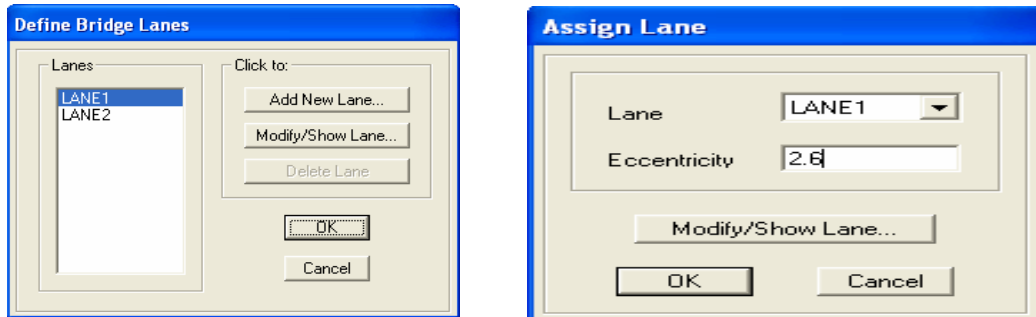 Define Bridge Lanes
Lanes
LANE1
LANE2
Click to:
Add New Lane...
Modify/Show Lane...
Delete Lane
OK
Cancel
Assign Lane
Lane
LANE1
Eccentricity
2.6
Modify/Show Lane...
OK
Cancel